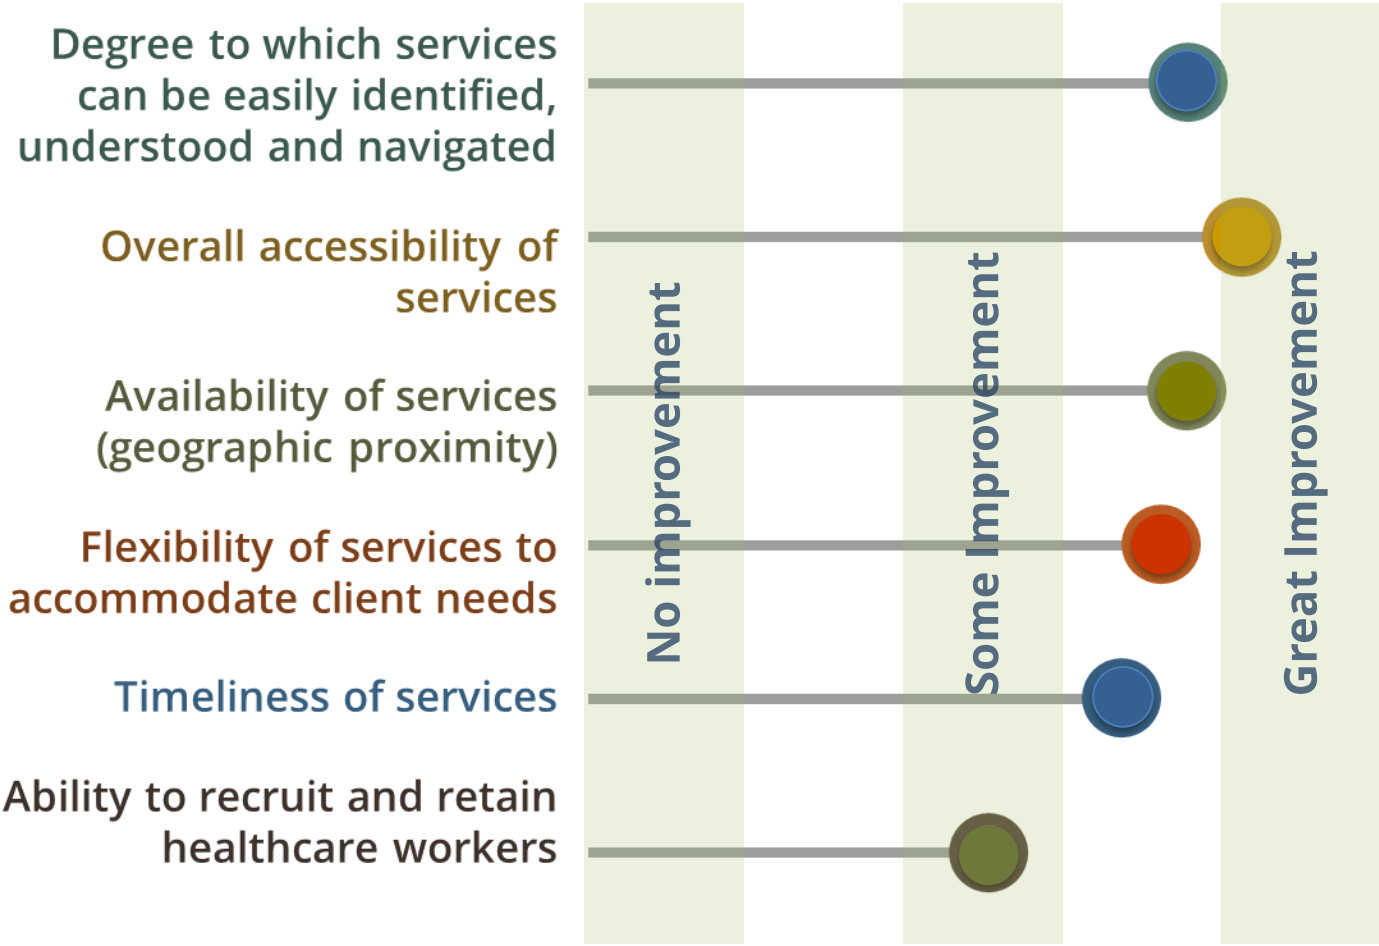 Degree to which services
can be easily identified,
understood and navigated
Overall accessibility of
services
Availability of services
(geographic proximity)
Flexibility of services to
accommodate client needs
Timeliness of services
Ability to recruit and retain
healthcare workers
No improvement
Some Improvement
Great Improvement